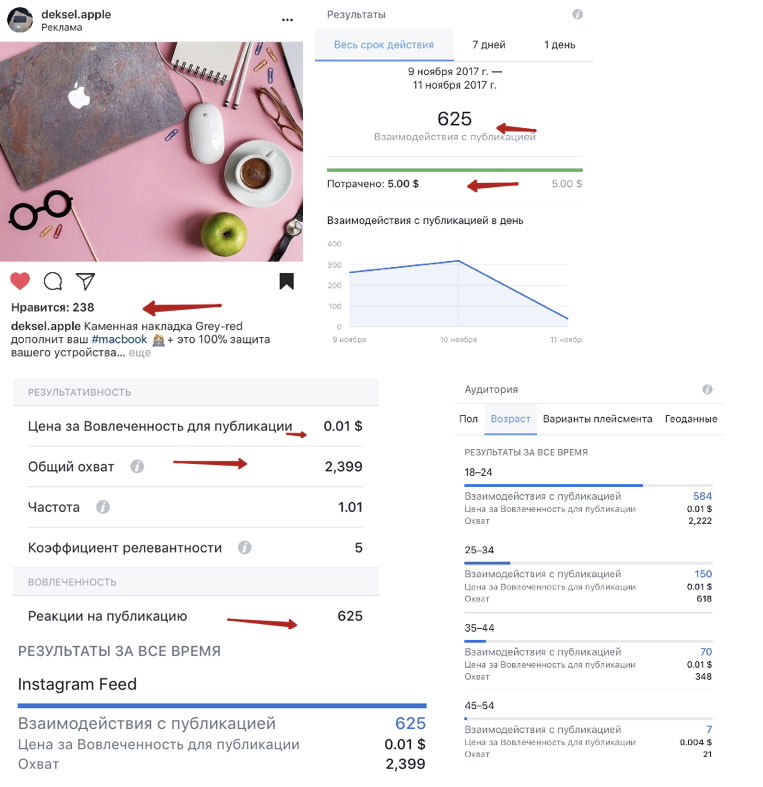 deksel.apple
Реклама
Нравится: 238
deksel.apple Каменная накладка Grey-red
дополнит ваш #macbook + это 100% защита
вашего устройства... еще
Результаты
Весь срок действия 7 дней 1 день
9 ноября 2017 г. —
11 ноября 2017 г.
625
Взаимодействия с публикацией
Потрачено: 5.00 $ 5.00 $
Взаимодействия с публикацией в день
400
300
200
100
0
9 ноября 10 ноября 11 ноябр:
РЕЗУЛЬТАТИВНОСТЬ
Цена за Вовлеченность для публикации 0.01 $
Общий охват 2,399
Частота 1.01
Коэффициент релевантности 5
ВОВЛЕЧЕННОСТЬ
Реакции на публикацию 625
РЕЗУЛЬТАТЫ ЗА ВСЕ ВРЕМЯ
Instagram Feed
Взаимодействия с публикацией 625
Цена за Вовлеченность для публикации 0.01 $
Охват 2,399
Аудитория
Пол Возраст Варианты плейсмента Геоданные
РЕЗУЛЬТАТЫ ЗА ВСЕ ВРЕМЯ
18–24
Взаимодействия с публикацией 584
Цена за Вовлеченность для публикации 0.01 $
Охват 2,222
25–34
Взаимодействия с публикацией 150
Цена за Вовлеченность для публикации 0.01 $
Охват 618
35–44
Взаимодействия с публикацией 70
Цена за Вовлеченность для публикации 0.01 $
Охват 348
45–54
Взаимодействия с публикацией 7
Цена за Вовлеченность для публикации 0.004 $
Охват 21